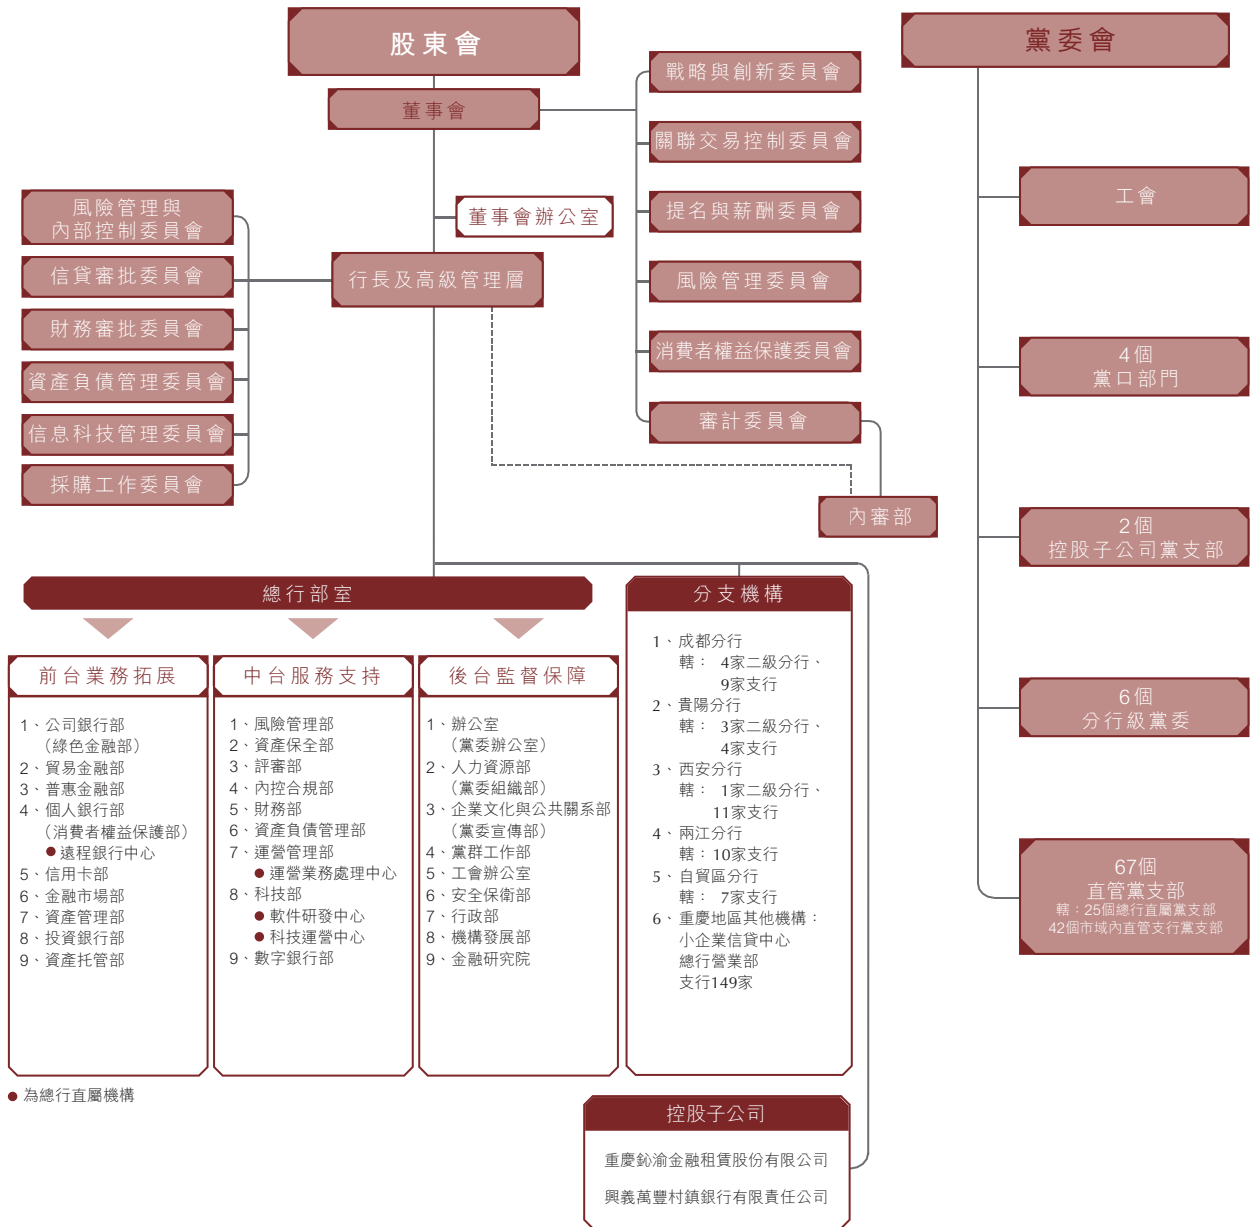 股東會
董事會
董事會辦公室
行長及高級管理層
戰略與創新委員會
關聯交易控制委員會
提名與薪酬委員會
風險管理委員會
消費者權益保護委員會
審計委員會
內審部
風險管理與
內部控制委員會
信貸審批委員會
財務審批委員會
資產負債管理委員會
信息科技管理委員會
採購工作委員會
黨委會
工會
4個
黨口部門
2個
控股子公司黨支部
6個
分行級黨委
67個
直管黨支部
轄：25個總行直屬黨支部
42個市域內直管支行黨支部
總行部室
前台業務拓展
1、公司銀行部
（綠色金融部）
2、貿易金融部
3、普惠金融部
4、個人銀行部
（消費者權益保護部）
●遠程銀行中心
5、信用卡部
6、金融市場部
7、資產管理部
8、投資銀行部
9、資產托管部
中台服務支持
1、風險管理部
2、資產保全部
3、評審部
4、內控合規部
5、財務部
6、資產負債管理部
7、運營管理部
●運營業務處理中心
8、科技部
●軟件研發中心
●科技運營中心
9、數字銀行部
後台監督保障
1、辦公室
（黨委辦公室）
2、人力資源部
（黨委組織部）
3、企業文化與公共關系部
（黨委宣傳部）
4、黨群工作部
5、工會辦公室
6、安全保衛部
7、行政部
8、機構發展部
9、金融研究院
分支機構
1、成都分行
轄： 4家二級分行、
9家支行
2、貴陽分行
轄： 3家二級分行、
4家支行
3、西安分行
轄： 1家二級分行、
11家支行
4、兩江分行
轄：10家支行
5、自貿區分行
轄： 7家支行
6、重慶地區其他機構：
小企業信貸中心
總行營業部
支行149家
●為總行直屬機構
控股子公司
重慶鈊渝金融租賃股份有限公司
興義萬豐村鎮銀行有限責任公司